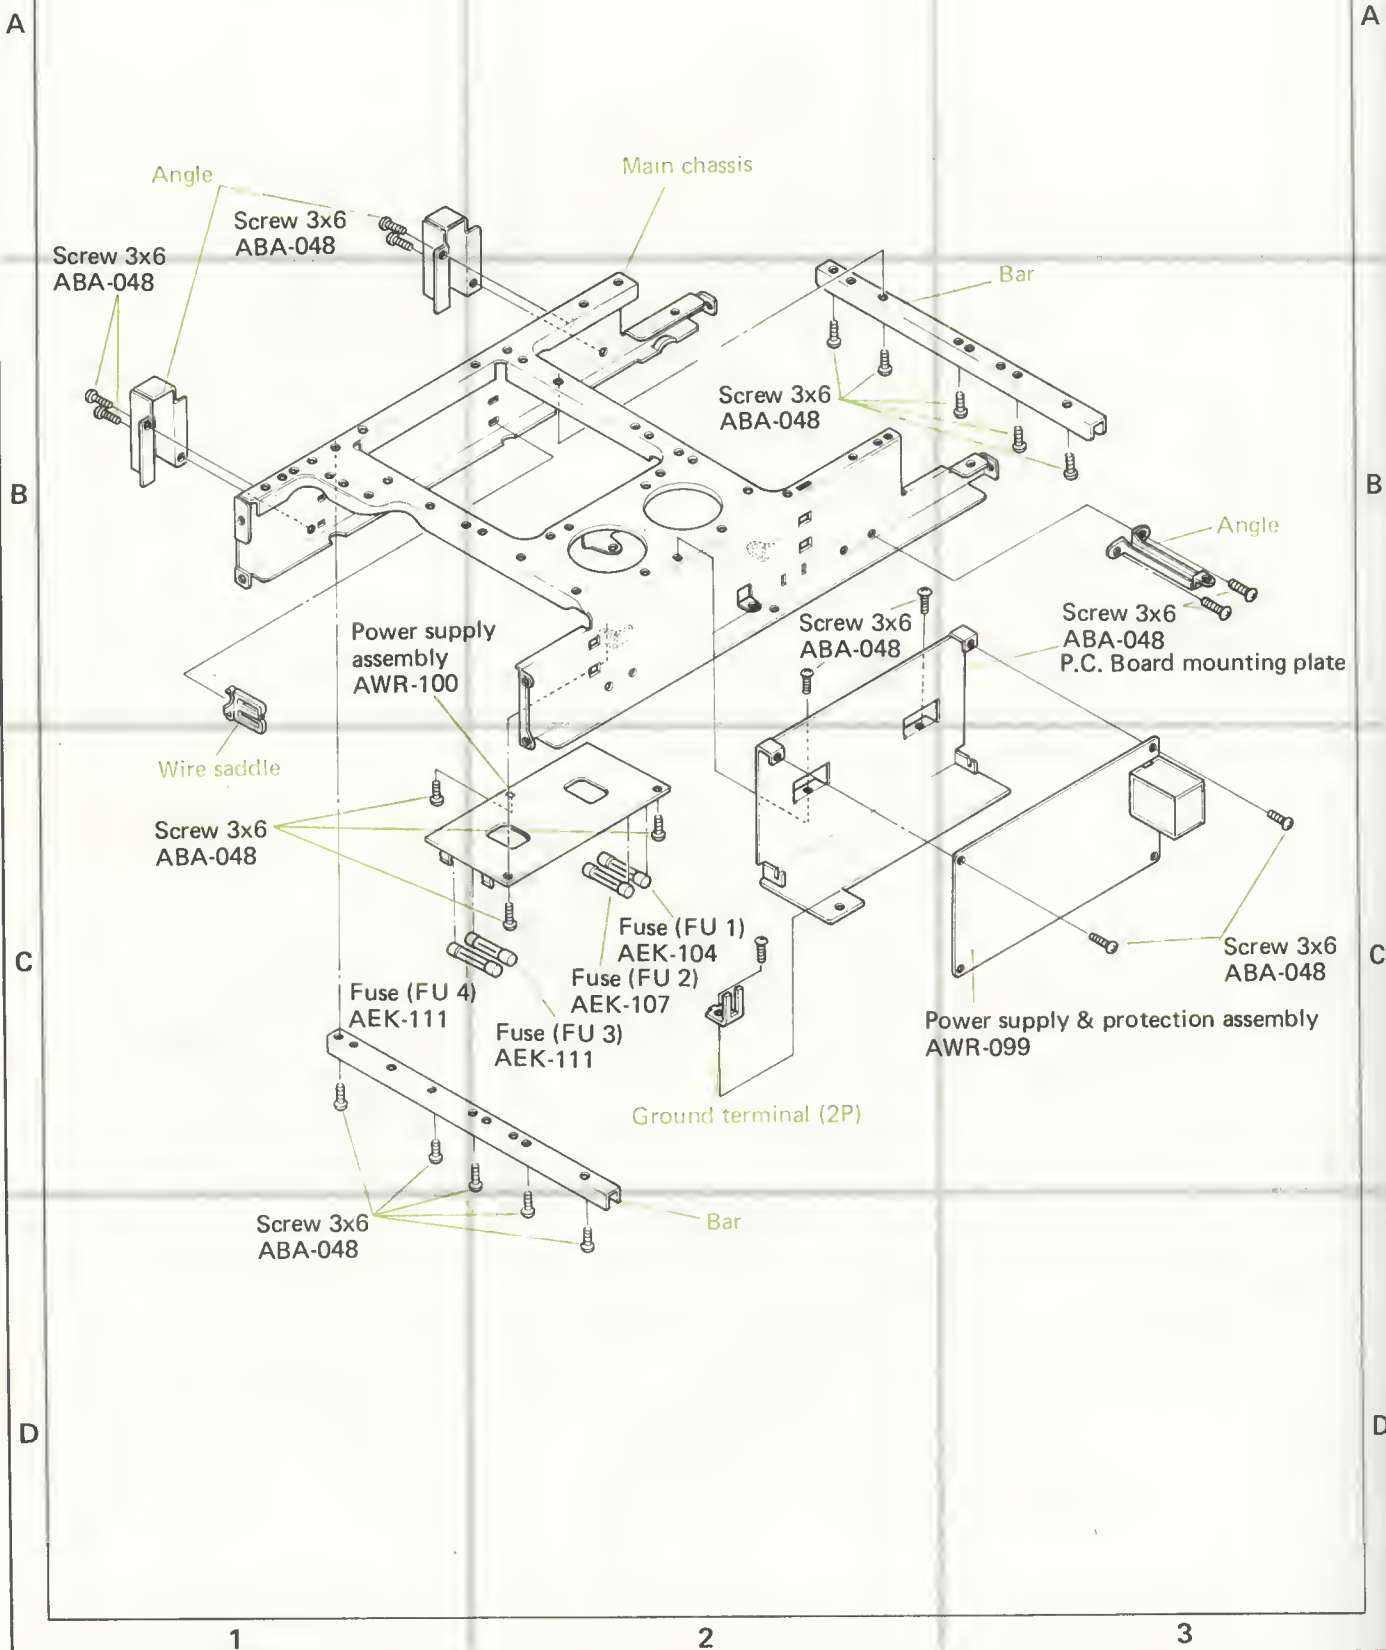 A
A
Angle
Main chassis
Screw 3x6
ABA-048
Screw 3x6
ABA-048
Bar
Screw 3x6
ABA-048
B
B
Angle
Screw 3x6
ABA-048
Screw 3x6
ABA-048
P.C. Board mounting plate
Power supply
assembly
AWR-100
Wire saddle
Screw 3x6
ABA-048
Fuse (FU 1)
AEK-104
Fuse (FU 2)
AEK-107
Fuse (FU 4)
AEK-111
Fuse (FU 3)
AEK-111
C
C
Screw 3x6
ABA-048
Power supply & protection assembly
AWR-099
Ground terminal (2P)
Screw 3x6
ABA-048
Bar
D
D
1
2
3